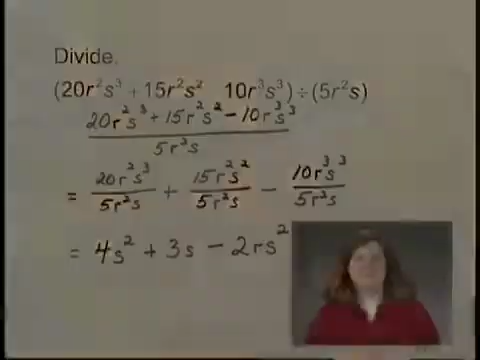 Divide.
(20r²s³ + 15r²s² 10r³s³) ÷ (5r²s)
20r²s³ + 15r²s² - 10r³s³
5r²s
= 20r²s³/5r²s + 15r²s²/5r²s - 10r³s³/5r²s
= 4s² + 3s - 2rs²